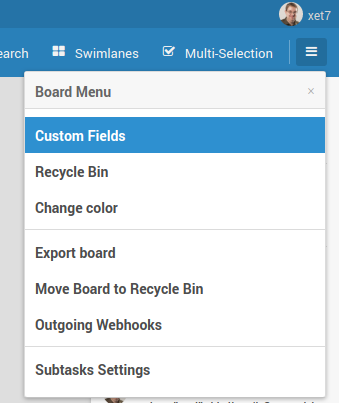 xet7
earch Swimlanes Multi-Selection
Board Menu ×
Custom Fields
Recycle Bin
Change color
Export board
Move Board to Recycle Bin
Outgoing Webhooks
Subtasks Settings